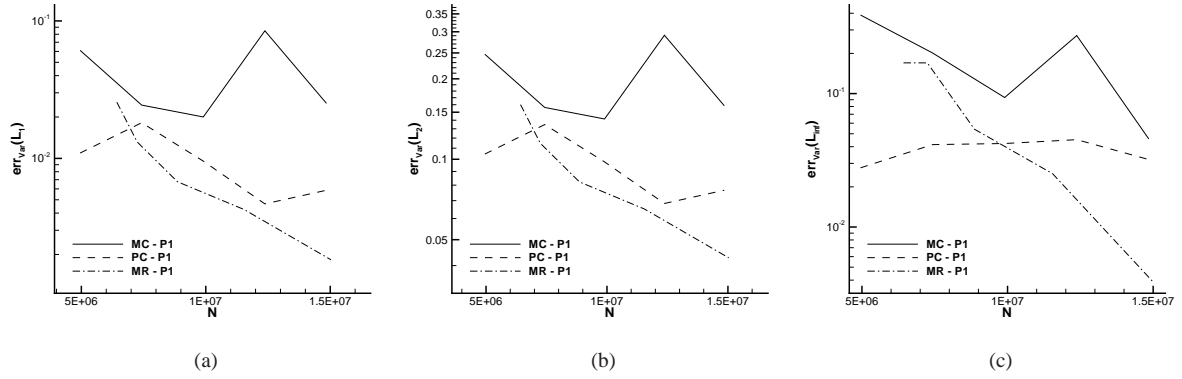 err_Var(L_1)
10^-1
10^-2
MC - P1
PC - P1
MR - P1
5E+06 1E+07 1.5E+07
N
(a)
err_Var(L_2)
0.35
0.3
0.25
0.2
0.15
0.1
0.05
MC - P1
PC - P1
MR - P1
5E+06 1E+07 1.5E+07
N
(b)
err_Var(L_inf)
10^-1
10^-2
MC - P1
PC - P1
MR - P1
5E+06 1E+07 1.5E+07
N
(c)